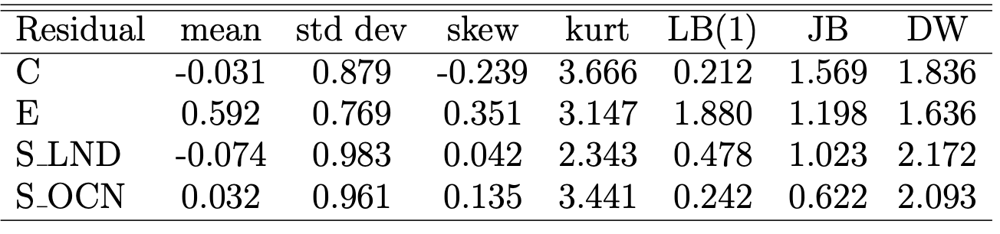 Residual mean std dev skew kurt LB(1) JB DW
C -0.031 0.879 -0.239 3.666 0.212 1.569 1.836
E 0.592 0.769 0.351 3.147 1.880 1.198 1.636
S_LND -0.074 0.983 0.042 2.343 0.478 1.023 2.172
S_OCN 0.032 0.961 0.135 3.441 0.242 0.622 2.093